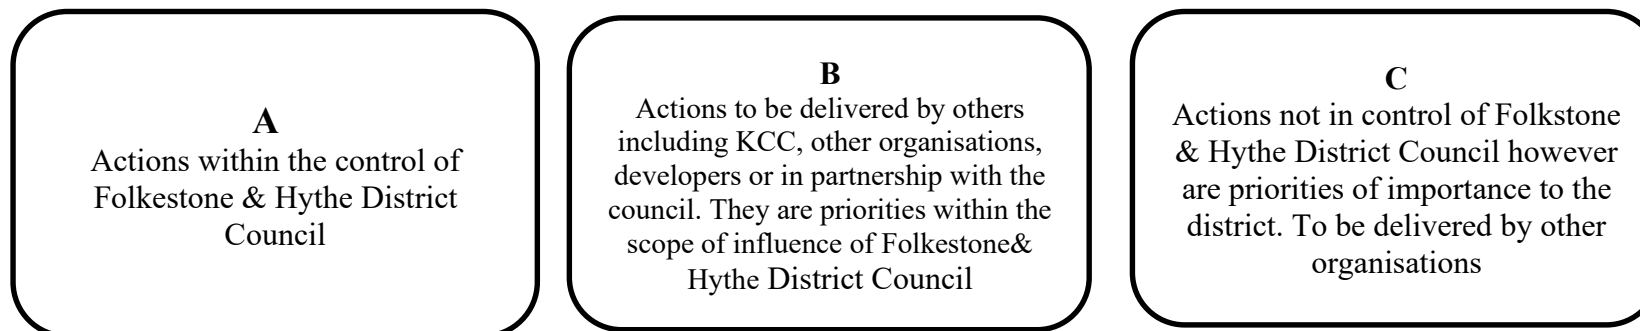 A
Actions within the control of
Folkestone & Hythe District
Council
B
Actions to be delivered by others
including KCC, other organisations,
developers or in partnership with the
council. They are priorities within the
scope of influence of Folkestone&
Hythe District Council
C
Actions not in control of Folkstone
& Hythe District Council however
are priorities of importance to the
district. To be delivered by other
organisations